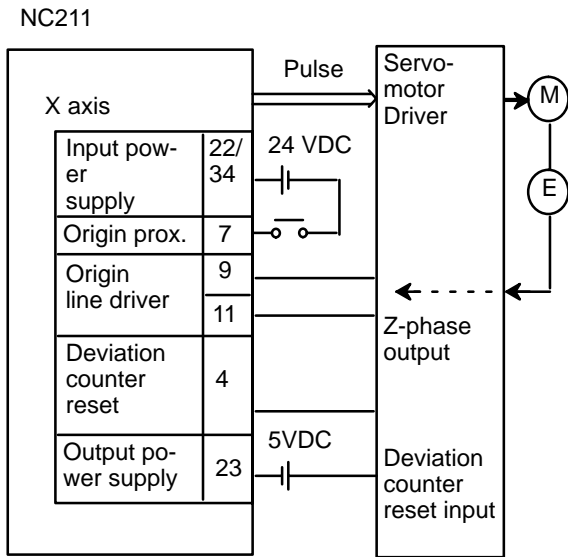 NC211
Pulse
Servo-
motor
Driver
M
X axis
Input pow-
er
supply
22/
34
24 VDC
E
Origin prox.
7
Origin
line driver
9
11
Z-phase
output
Deviation
counter
reset
4
5VDC
Output po-
wer supply
23
Deviation
counter
reset input